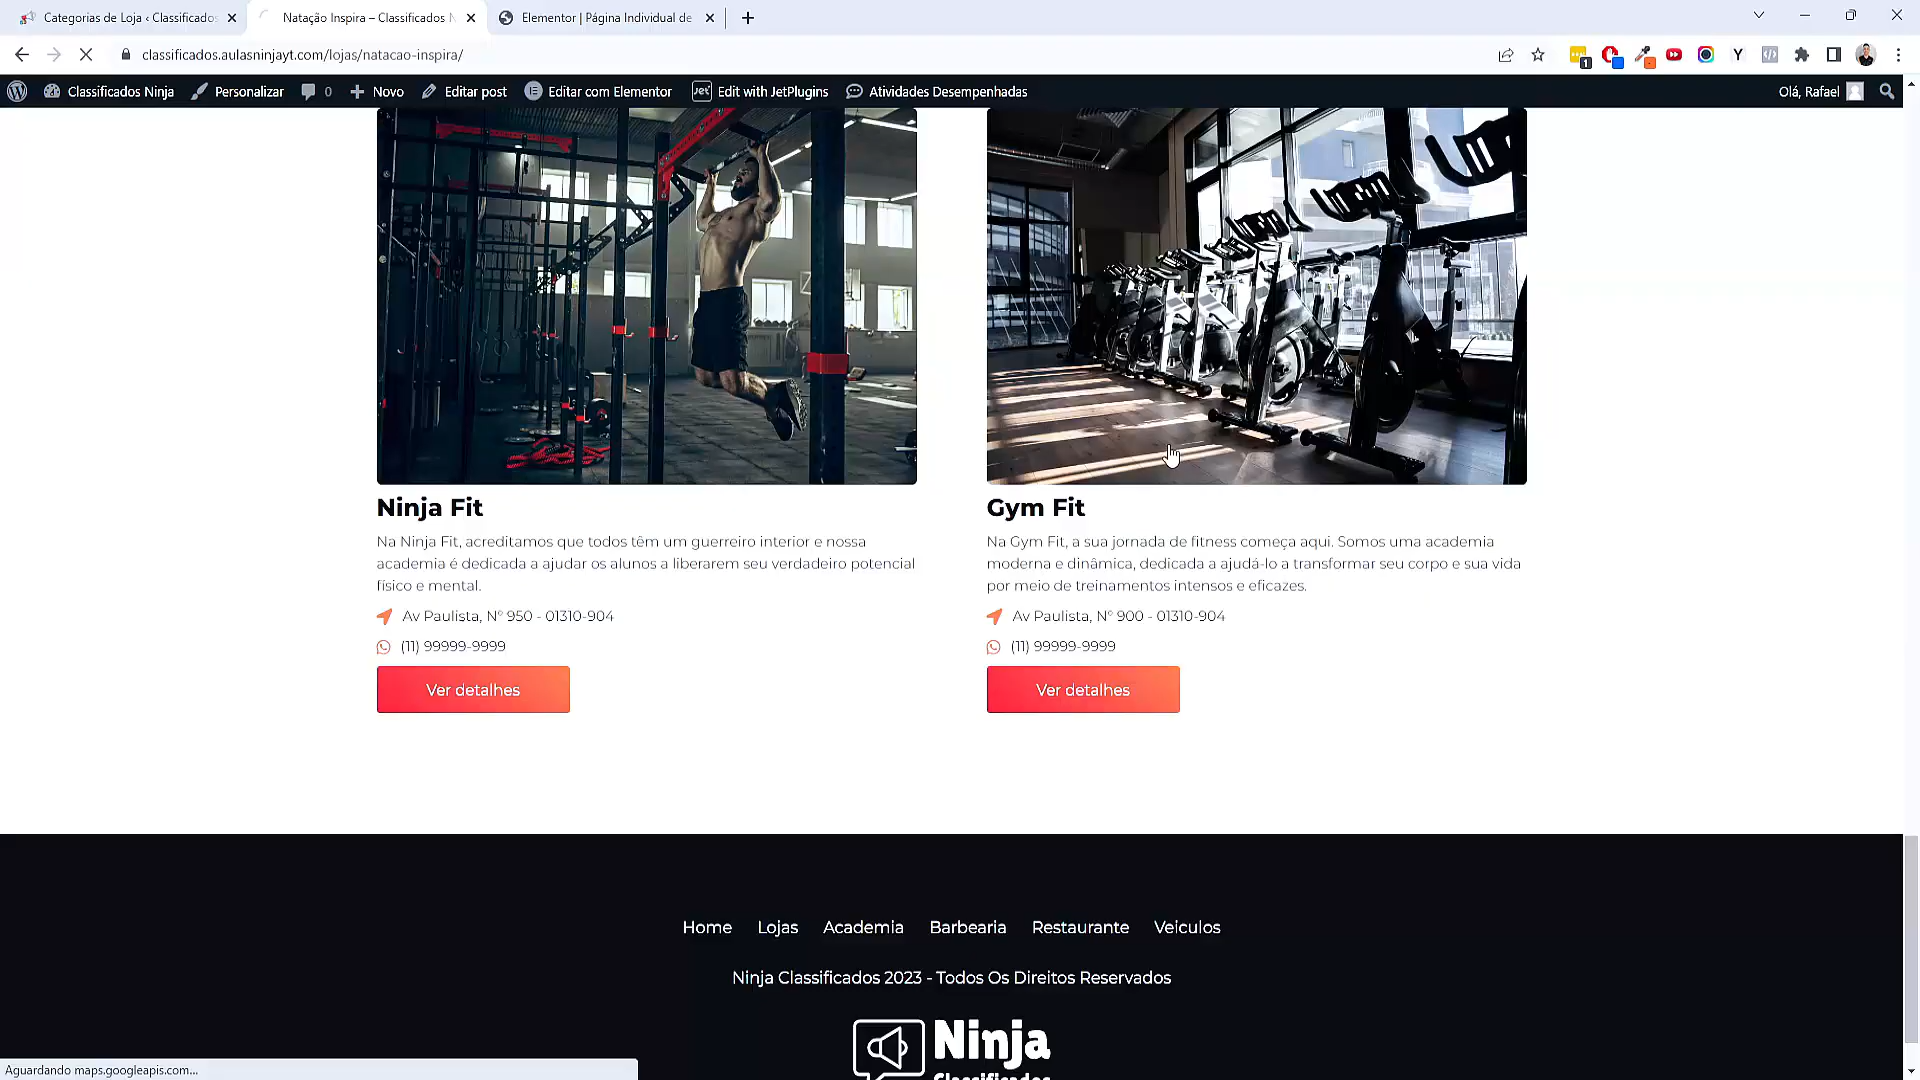 Categorias de Loja ‹ Classificados
Natação Inspira – Classificados N
Elementor | Página Individual de
classificados.aulasninjayt.com/lojas/natacao-inspira/
Classificados Ninja
Personalizar
0
Novo
Editar post
Editar com Elementor
Jet Edit with JetPlugins
Atividades Desempenhadas
Olá, Rafael
Ninja Fit
Na Ninja Fit, acreditamos que todos têm um guerreiro interior e nossa
academia é dedicada a ajudar os alunos a liberarem seu verdadeiro potencial
físico e mental.
Av Paulista, Nº 950 - 01310-904
(11) 99999-9999
Ver detalhes
Gym Fit
Na Gym Fit, a sua jornada de fitness começa aqui. Somos uma academia
moderna e dinâmica, dedicada a ajudá-lo a transformar seu corpo e sua vida
por meio de treinamentos intensos e eficazes.
Av Paulista, Nº 900 - 01310-904
(11) 99999-9999
Ver detalhes
Home Lojas Academia Barbearia Restaurante Veiculos
Ninja Classificados 2023 - Todos Os Direitos Reservados
Ninja
Classificados
Aguardando maps.googleapis.com...